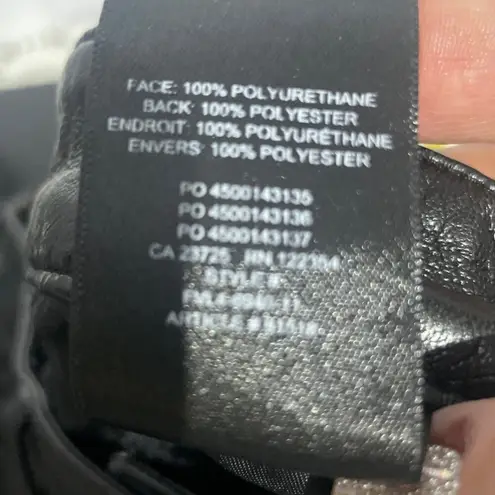 FACE: 100% POLYURETHANE
BACK: 100% POLYESTER
ENDROIT: 100% POLYURÉTHANE
ENVERS: 100% POLYESTER
PO 4500143135
PO 4500143136
PO 4500143137
CA 23725 RN
STYLE #
ARTICLE #